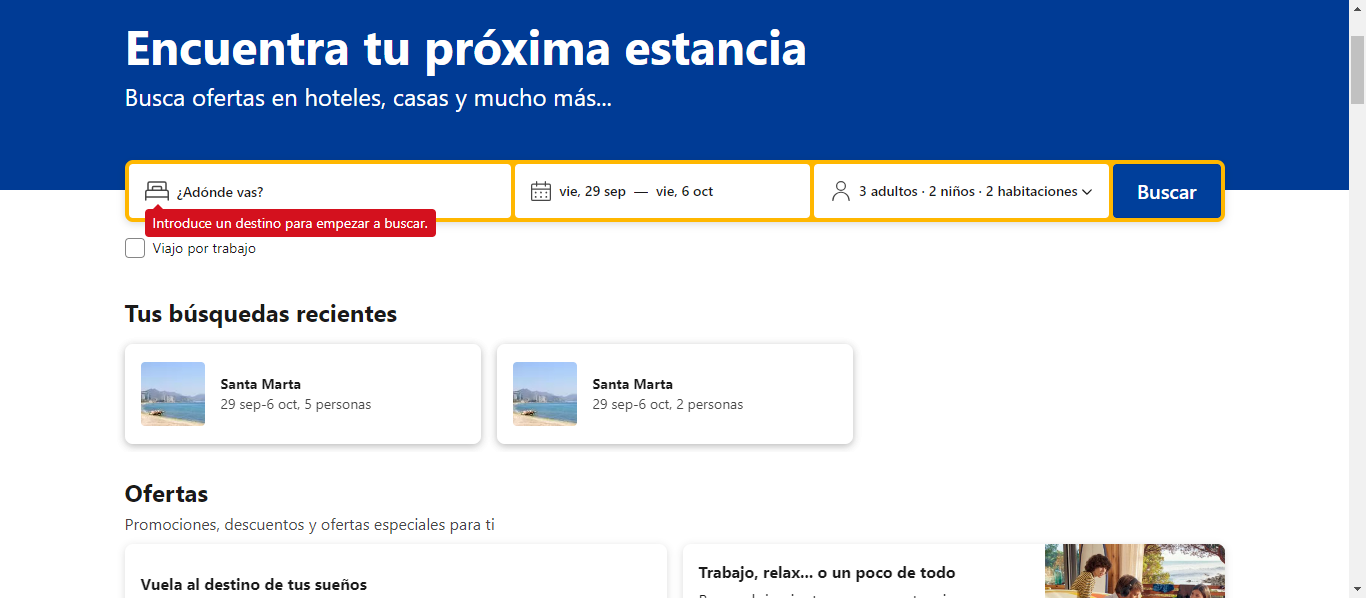 Encuentra tu próxima estancia
Busca ofertas en hoteles, casas y mucho más...
¿Adónde vas?
vie, 29 sep — vie, 6 oct
3 adultos · 2 niños · 2 habitaciones
Buscar
Introduce un destino para empezar a buscar.
Viajo por trabajo
Tus búsquedas recientes
Santa Marta
29 sep-6 oct, 5 personas
Santa Marta
29 sep-6 oct, 2 personas
Ofertas
Promociones, descuentos y ofertas especiales para ti
Vuela al destino de tus sueños
Trabajo, relax... o un poco de todo